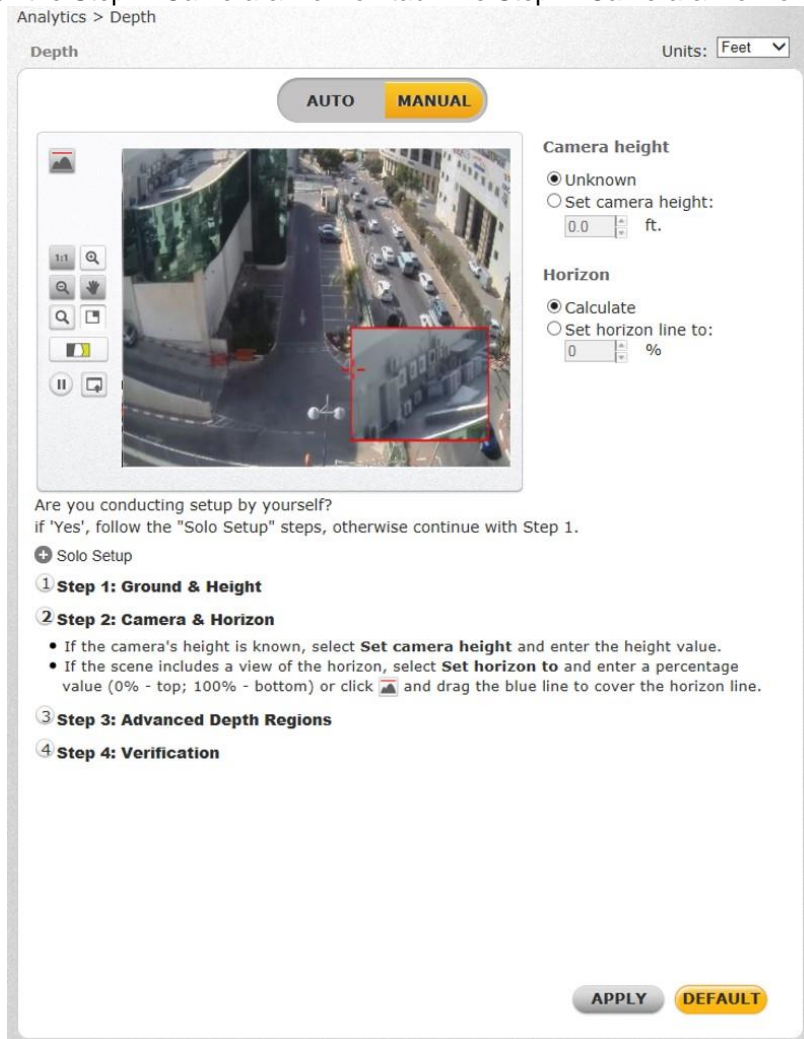 Analytics > Depth
Depth
Units: Feet
AUTO MANUAL
Camera height
Unknown
Set camera height:
0.0 ft.
Horizon
Calculate
Set horizon line to:
0 %
1:1
Are you conducting setup by yourself?
if 'Yes', follow the "Solo Setup" steps, otherwise continue with Step 1.
Solo Setup
1 Step 1: Ground & Height
2 Step 2: Camera & Horizon
• If the camera's height is known, select Set camera height and enter the height value.
• If the scene includes a view of the horizon, select Set horizon to and enter a percentage
value (0% - top; 100% - bottom) or click and drag the blue line to cover the horizon line.
3 Step 3: Advanced Depth Regions
4 Step 4: Verification
APPLY DEFAULT